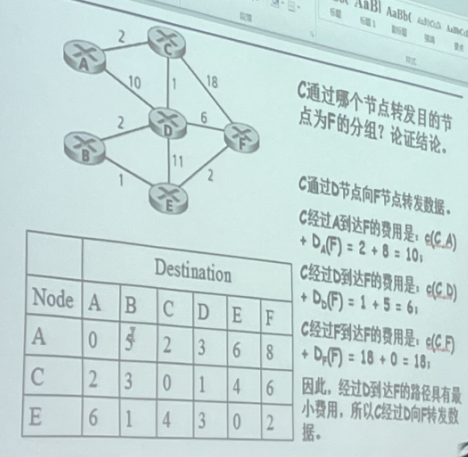 AaBl AaBb( AaBbCcD AaBbCcI
标题 标题 1 副标题 强调 要点
2
C
A
10
1
18
2
D
6
F
B
11
2
1
E
C通过哪个节点转发目的节
点为F的分组？论证结论。
C通过D节点向F节点转发数据。
C经过A到达F的费用是：c(C,A)
+ D_A(F) = 2 + 8 = 10；
C经过D到达F的费用是：c(C,D)
+ D_D(F) = 1 + 5 = 6；
C经过F到达F的费用是：c(C,F)
+ D_F(F) = 18 + 0 = 18；
因此，经过D到达F的路径具有最
小费用，所以C经过D向F转发数
据。
Destination
Node A B C D E F
A 0 5 2 3 6 8
C 2 3 0 1 4 6
E 6 1 4 3 0 2